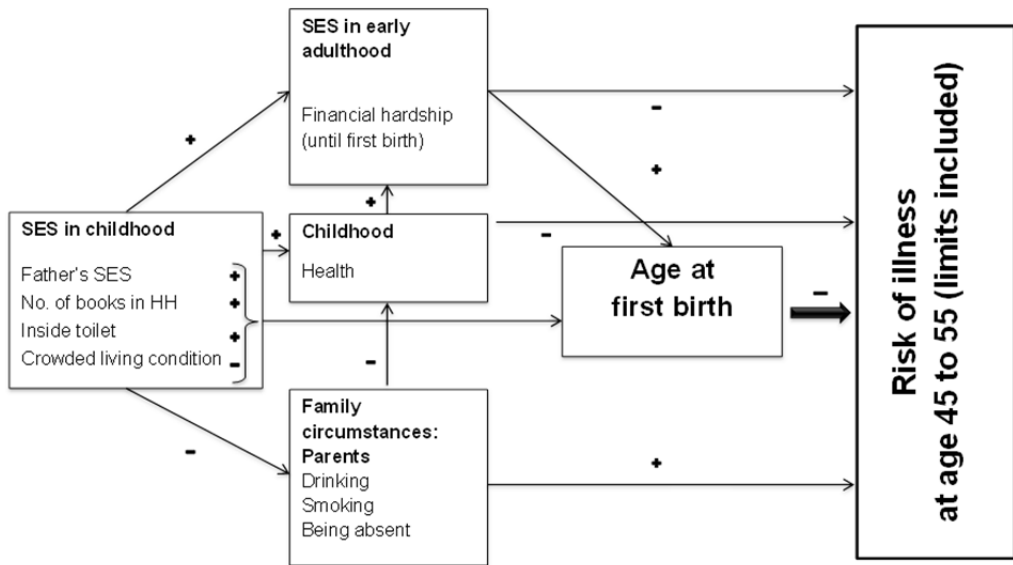 SES in early
adulthood
Financial hardship
(until first birth)
+
-
+
+
SES in childhood
Father's SES +
No. of books in HH +
Inside toilet +
Crowded living condition -
+
Childhood
Health
-
Age at
first birth
-
-
-
Family
circumstances:
Parents
Drinking
Smoking
Being absent
+
Risk of illness
at age 45 to 55 (limits included)